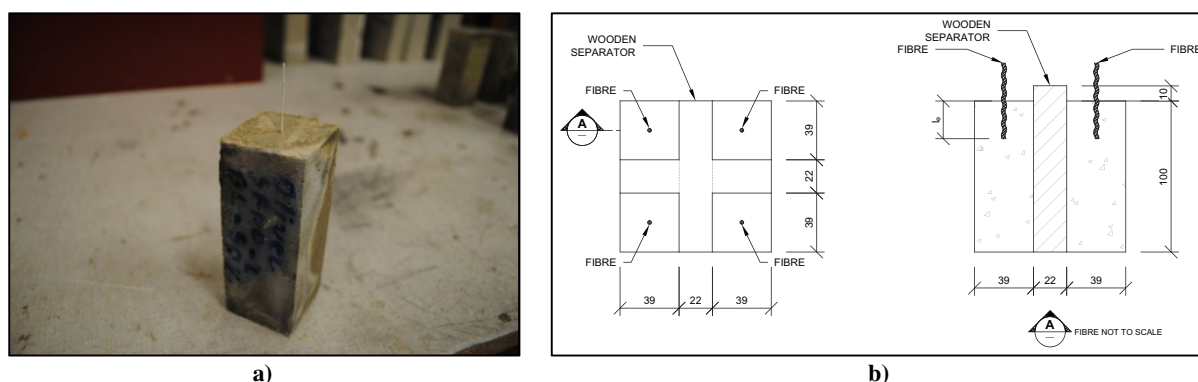 WOODEN
SEPARATOR
FIBRE
FIBRE
A
39
22
39
FIBRE
FIBRE
39
22
39
WOODEN
SEPARATOR
FIBRE
FIBRE
10
100
39
22
39
A
FIBRE NOT TO SCALE
a)
b)